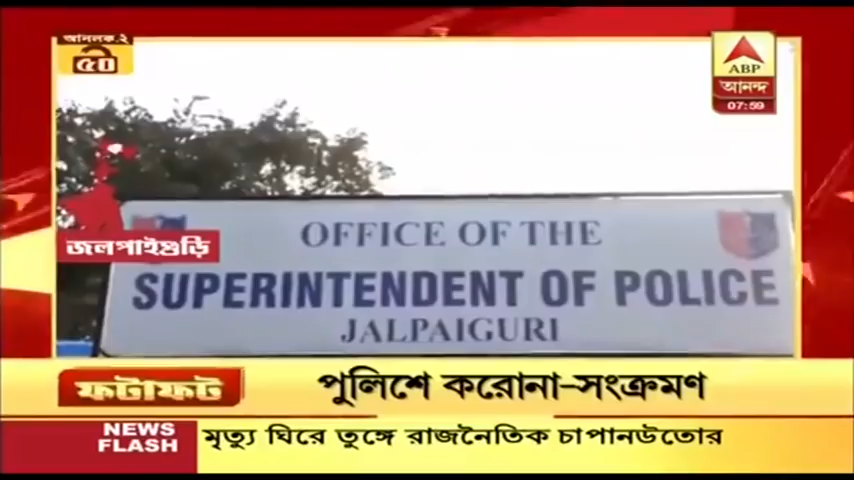 আনলক.২
৫০
ABP
আনন্দ
07:59
জলপাইগুড়ি
OFFICE OF THE
SUPERINTENDENT OF POLICE
JALPAIGURI
ফটাফট
পুলিশে করোনা-সংক্রমণ
NEWS FLASH
মৃত্যু ঘিরে তুঙ্গে রাজনৈতিক চাপানউতোর